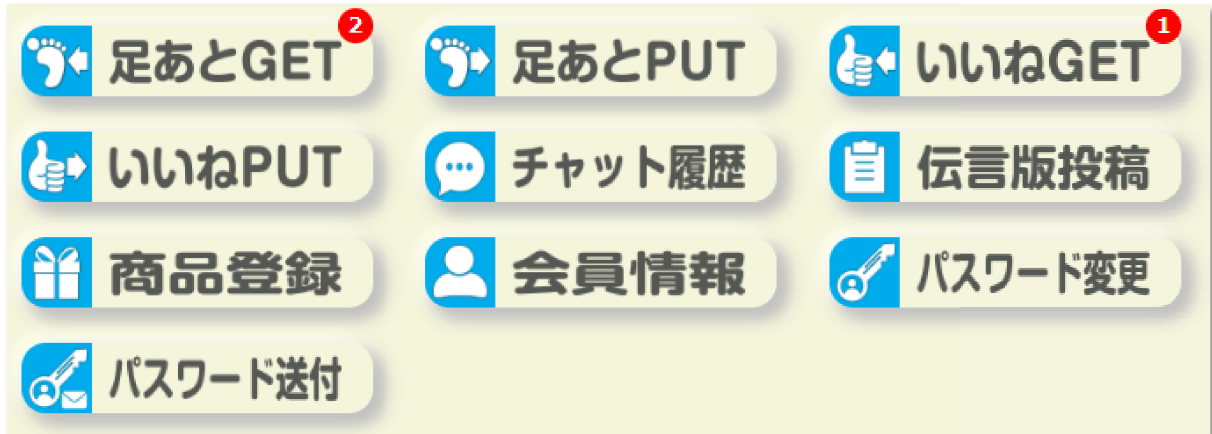 足あとGET
2
足あとPUT
いいねGET
1
いいねPUT
チャット履歴
伝言版投稿
商品登録
会員情報
パスワード変更
パスワード送付